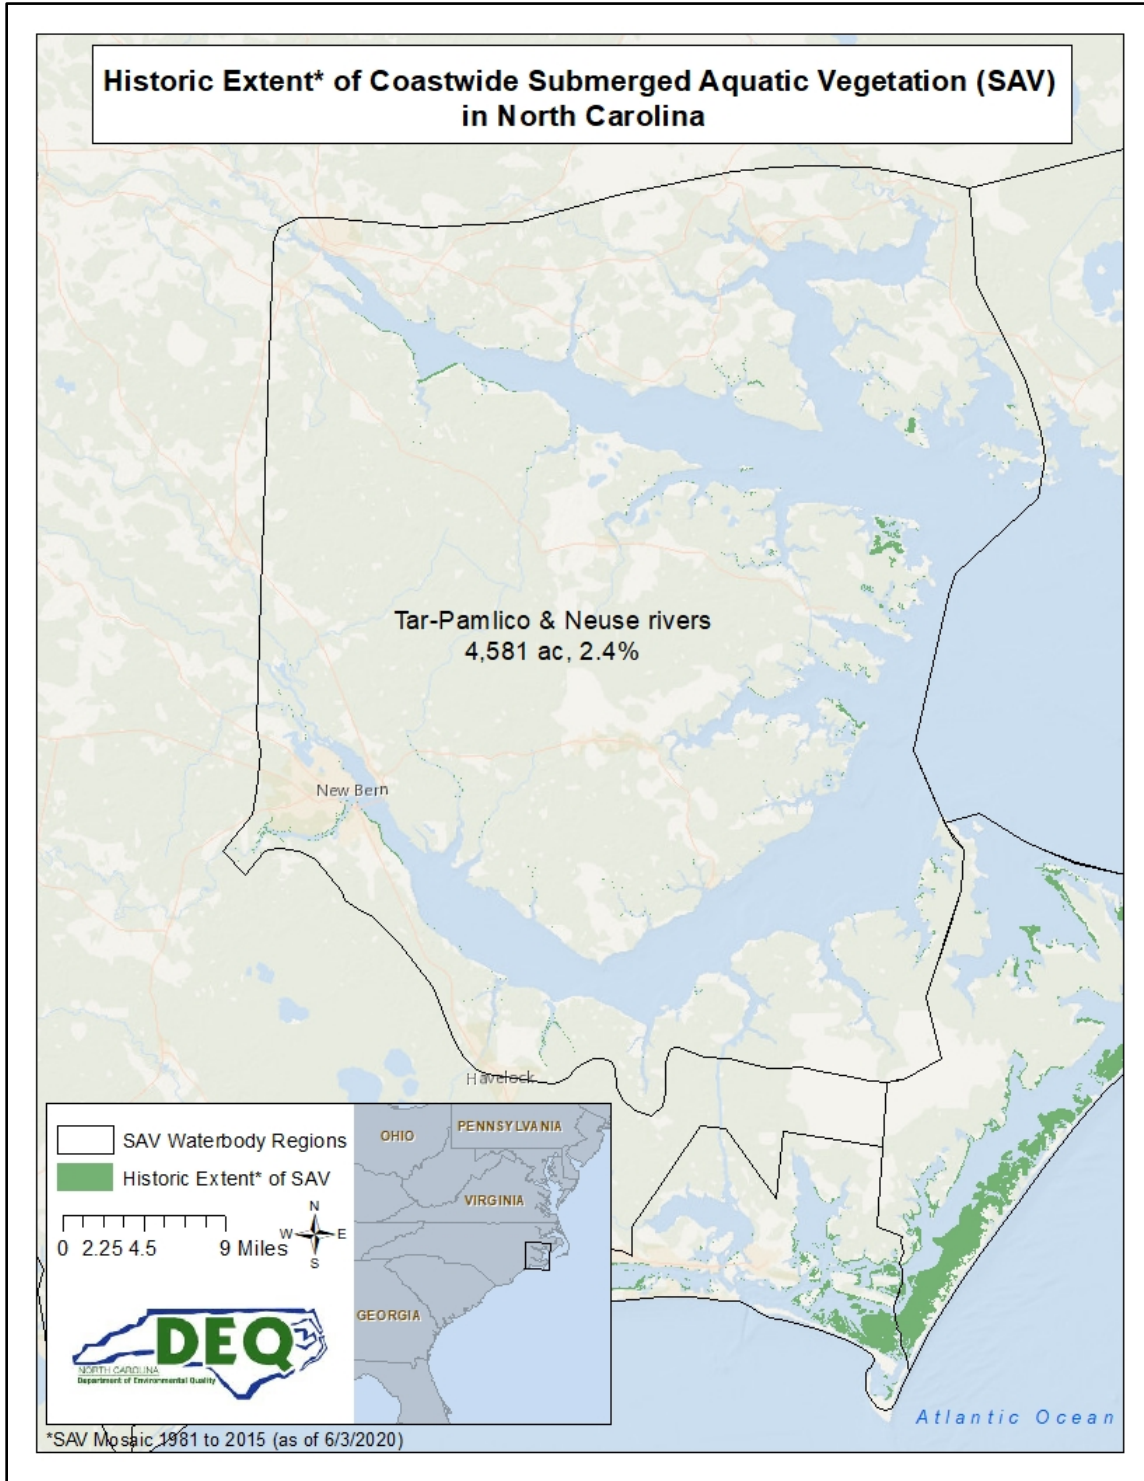 Historic Extent* of Coastwide Submerged Aquatic Vegetation (SAV)
in North Carolina
Tar-Pamlico & Neuse rivers
4,581 ac, 2.4%
New Bern
Havelock
SAV Waterbody Regions
Historic Extent* of SAV
N
W E
S
0 2.25 4.5 9 Miles
OHIO
PENNSYLVANIA
VIRGINIA
GEORGIA
DEQ
NORTH CAROLINA
Department of Environmental Quality
Atlantic Ocean
*SAV Mosaic 1981 to 2015 (as of 6/3/2020)